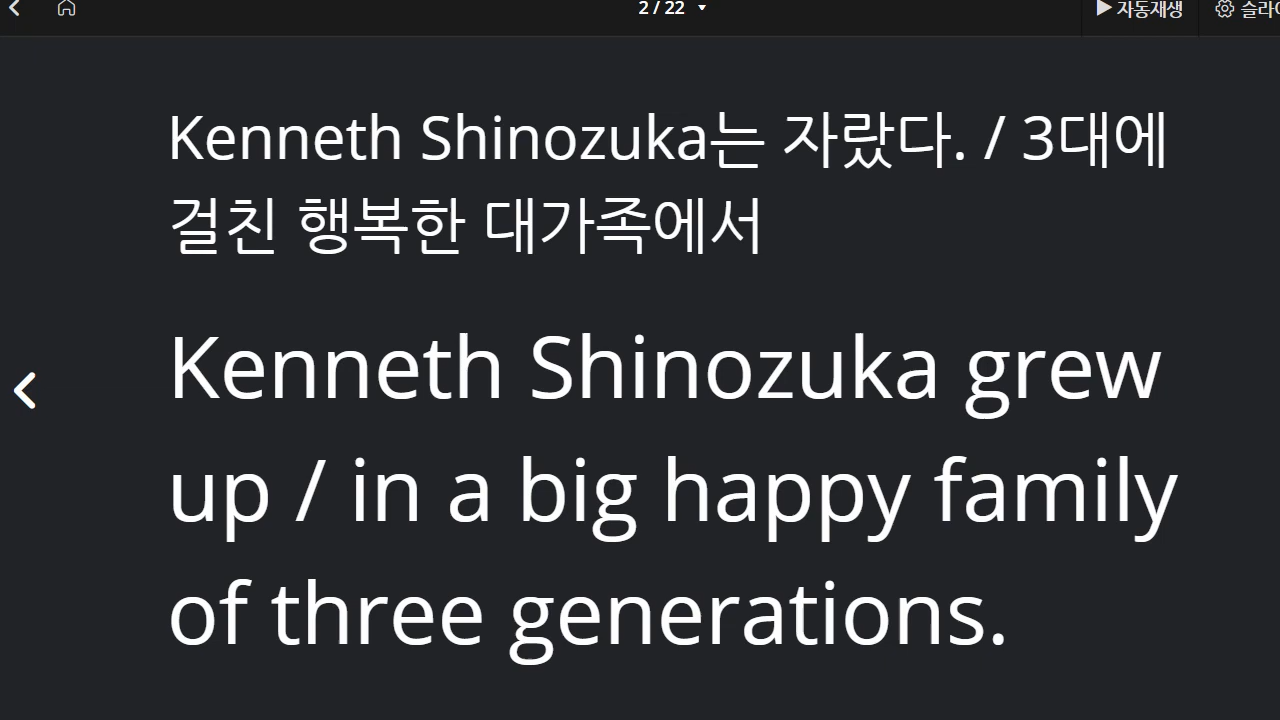 2 / 22
자동재생
Kenneth Shinozuka는 자랐다. / 3대에
걸친 행복한 대가족에서
Kenneth Shinozuka grew
up / in a big happy family
of three generations.